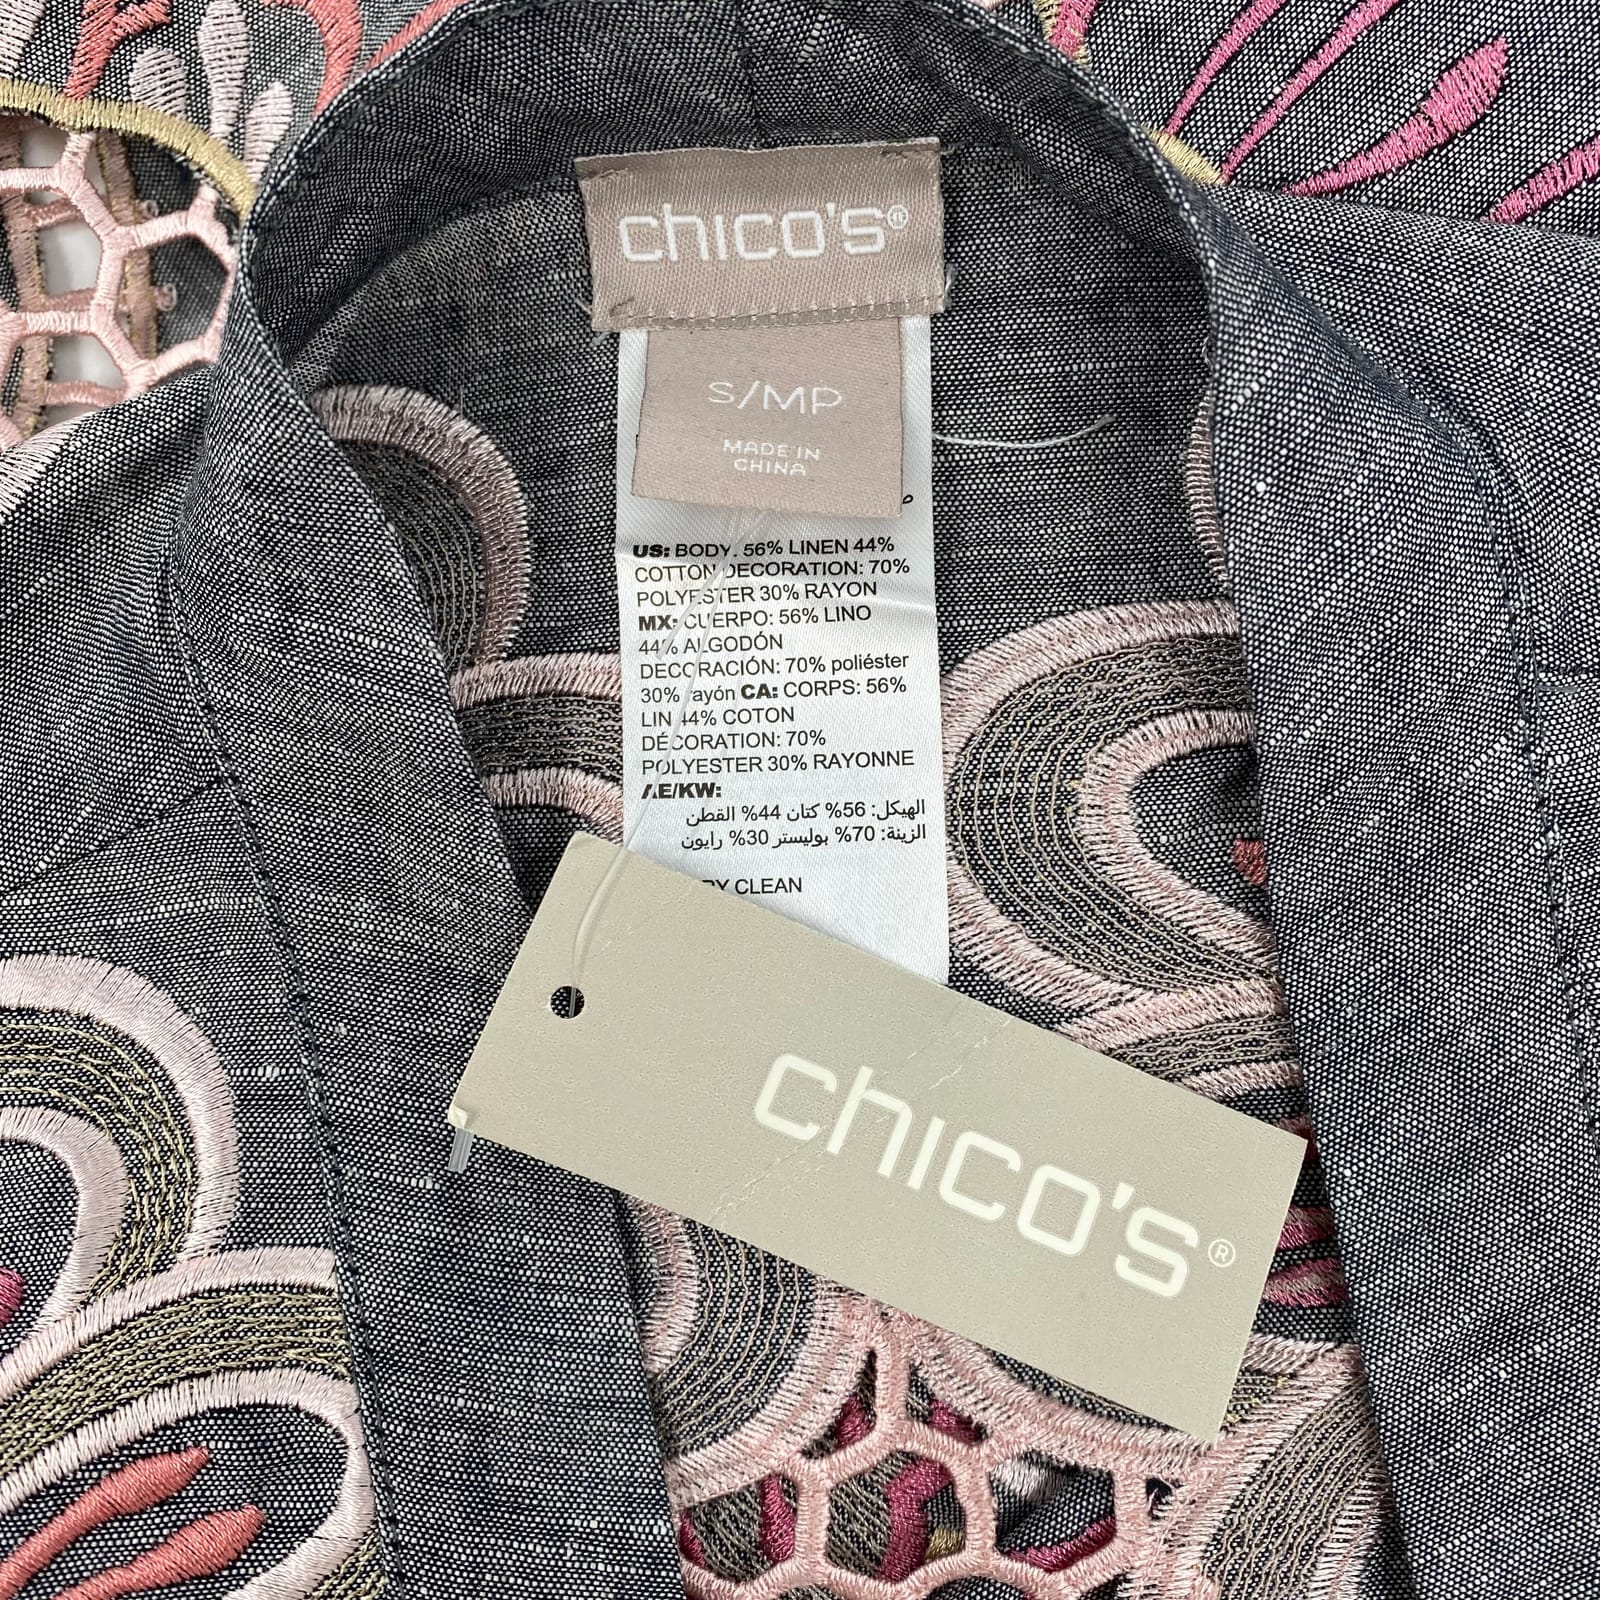 chico's®
S/MP
MADE IN
CHINA
US: BODY: 56% LINEN 44%
COTTON DECORATION: 70%
POLYESTER 30% RAYON
MX: CUERPO: 56% LINO
44% ALGODÓN
DECORACIÓN: 70% poliéster
30% rayón CA: CORPS: 56%
LIN 44% COTON
DÉCORATION: 70%
POLYESTER 30% RAYONNE
AE/KW:
الهيكل: 56% كتان 44% القطن
الزينة: 70% بوليستر 30% رايون
CLEAN
chico's®